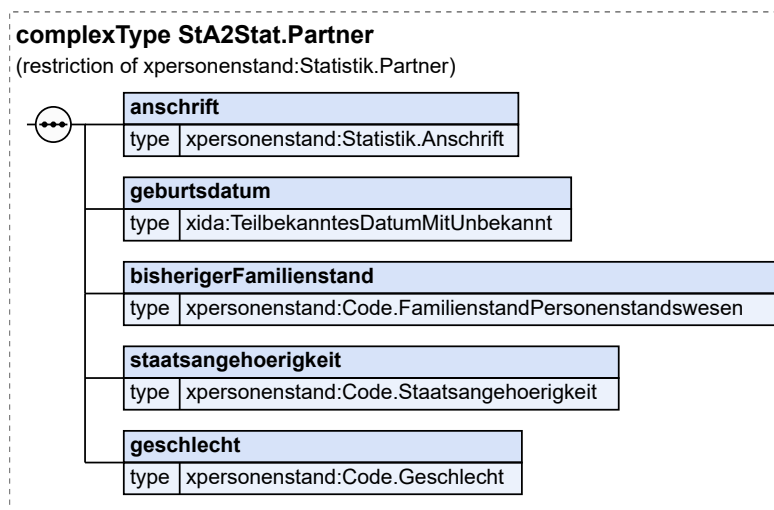 complexType StA2Stat.Partner
(restriction of xpersonenstand:Statistik.Partner)
anschrift
type xpersonenstand:Statistik.Anschrift
geburtsdatum
type xida:TeilbekanntesDatumMitUnbekannt
bisherigerFamilienstand
type xpersonenstand:Code.FamilienstandPersonenstandswesen
staatsangehoerigkeit
type xpersonenstand:Code.Staatsangehoerigkeit
geschlecht
type xpersonenstand:Code.Geschlecht